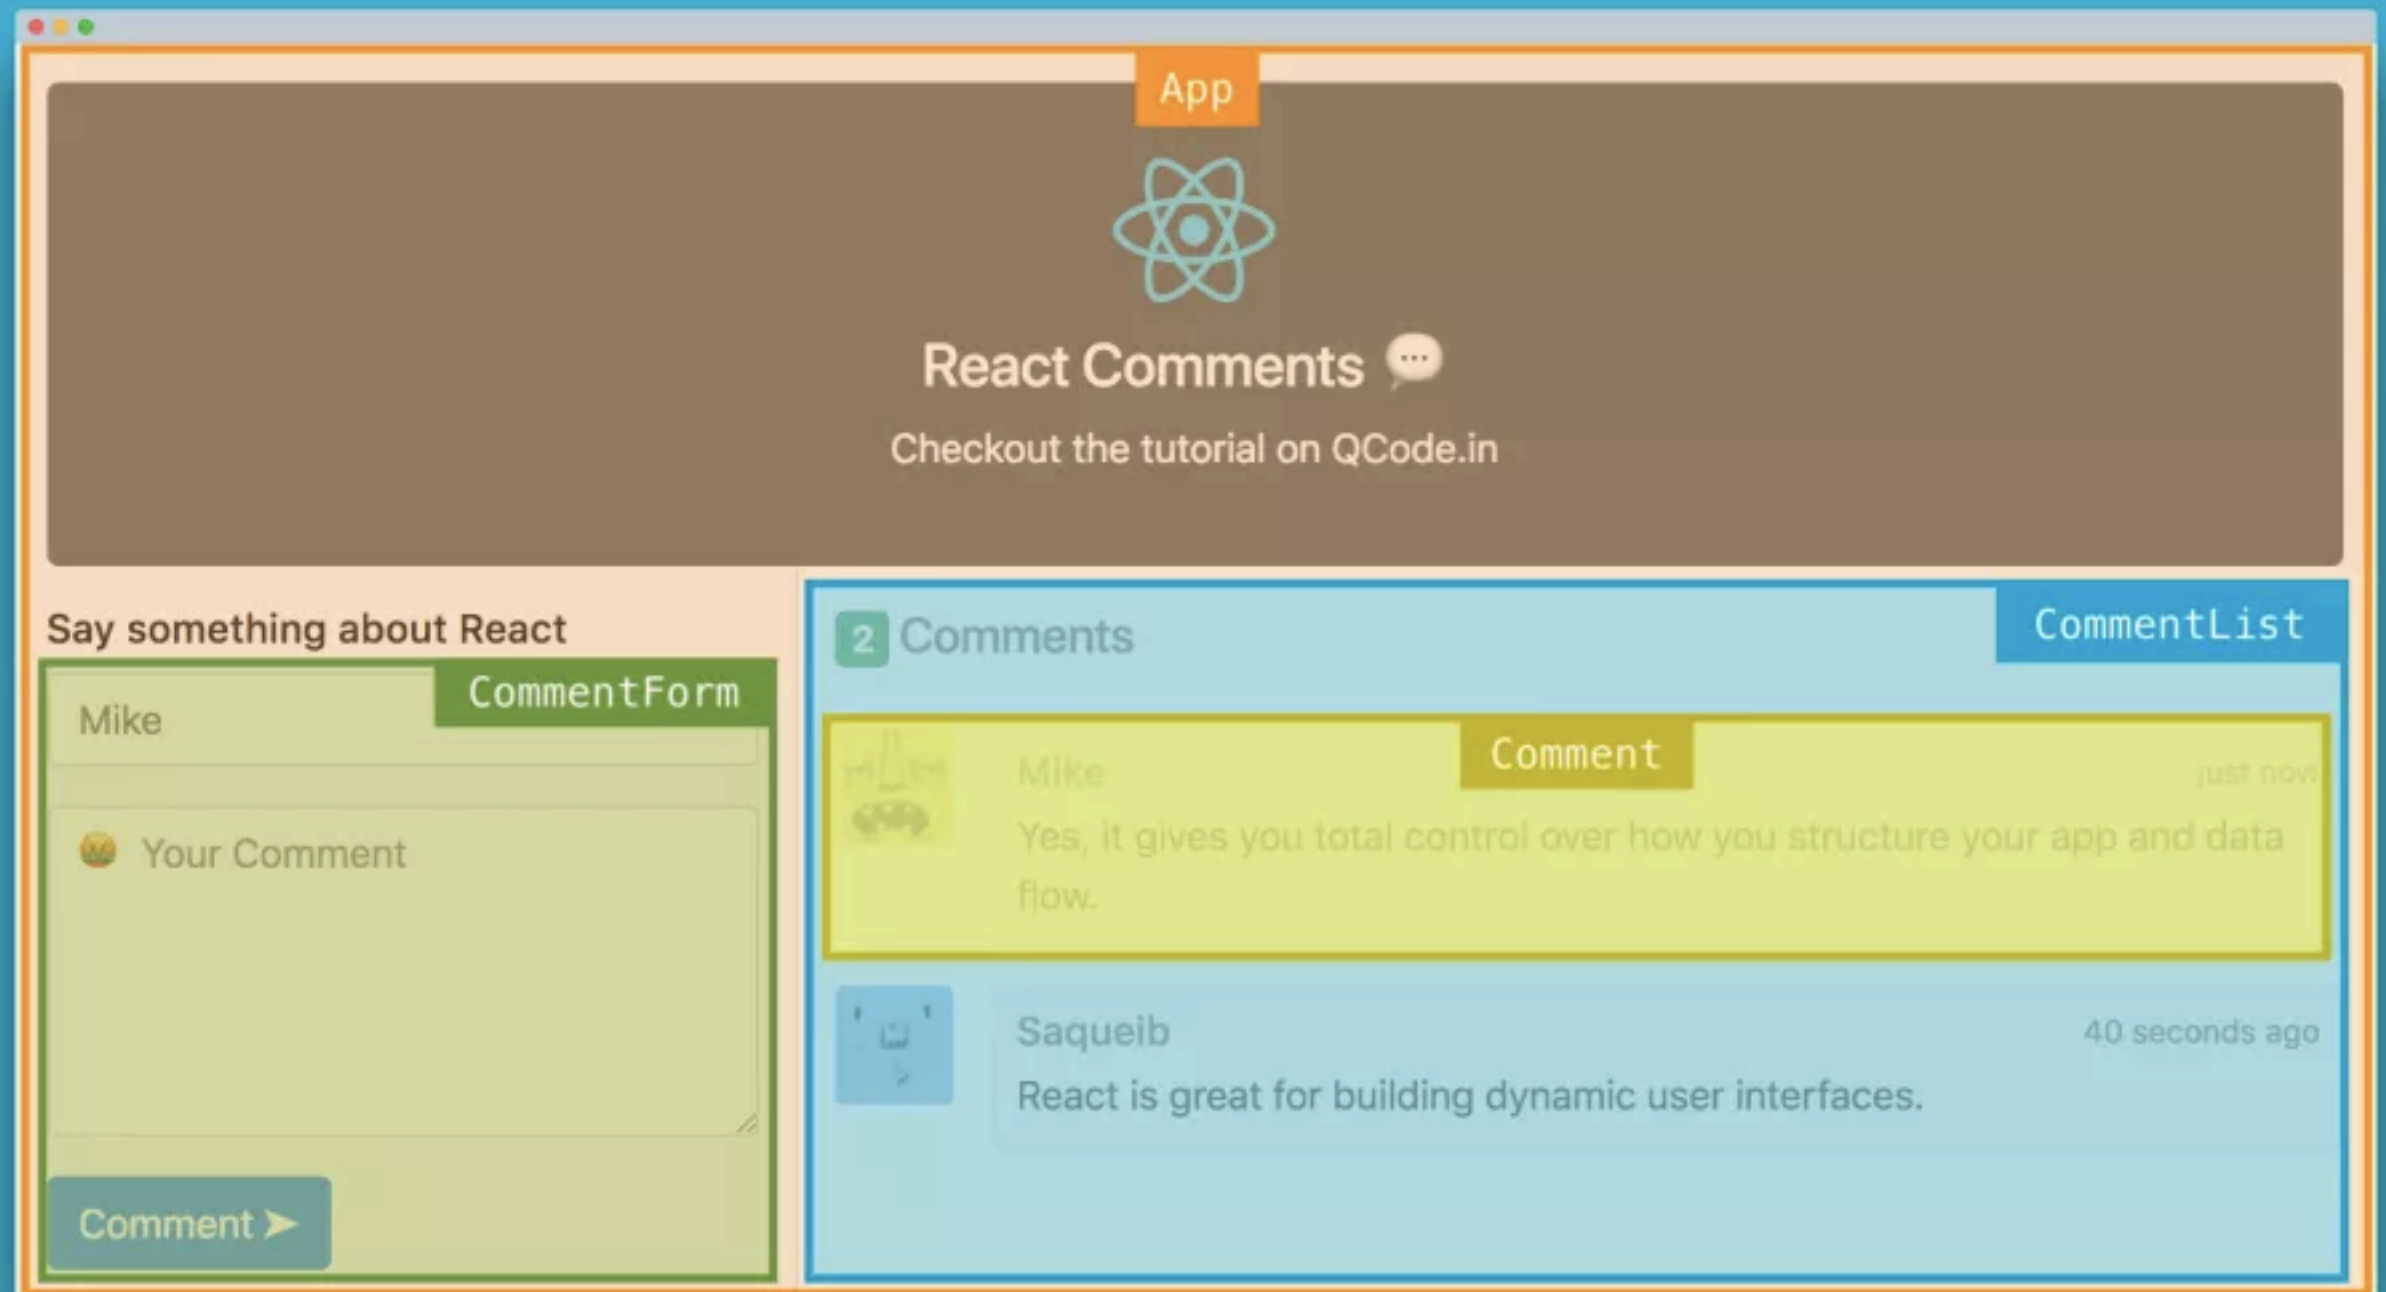 App
React Comments
Checkout the tutorial on QCode.in
Say something about React
CommentForm
Mike
Your Comment
Comment
CommentList
2 Comments
Comment
Mike
just now
Yes, it gives you total control over how you structure your app and data
flow.
Saqueib
40 seconds ago
React is great for building dynamic user interfaces.